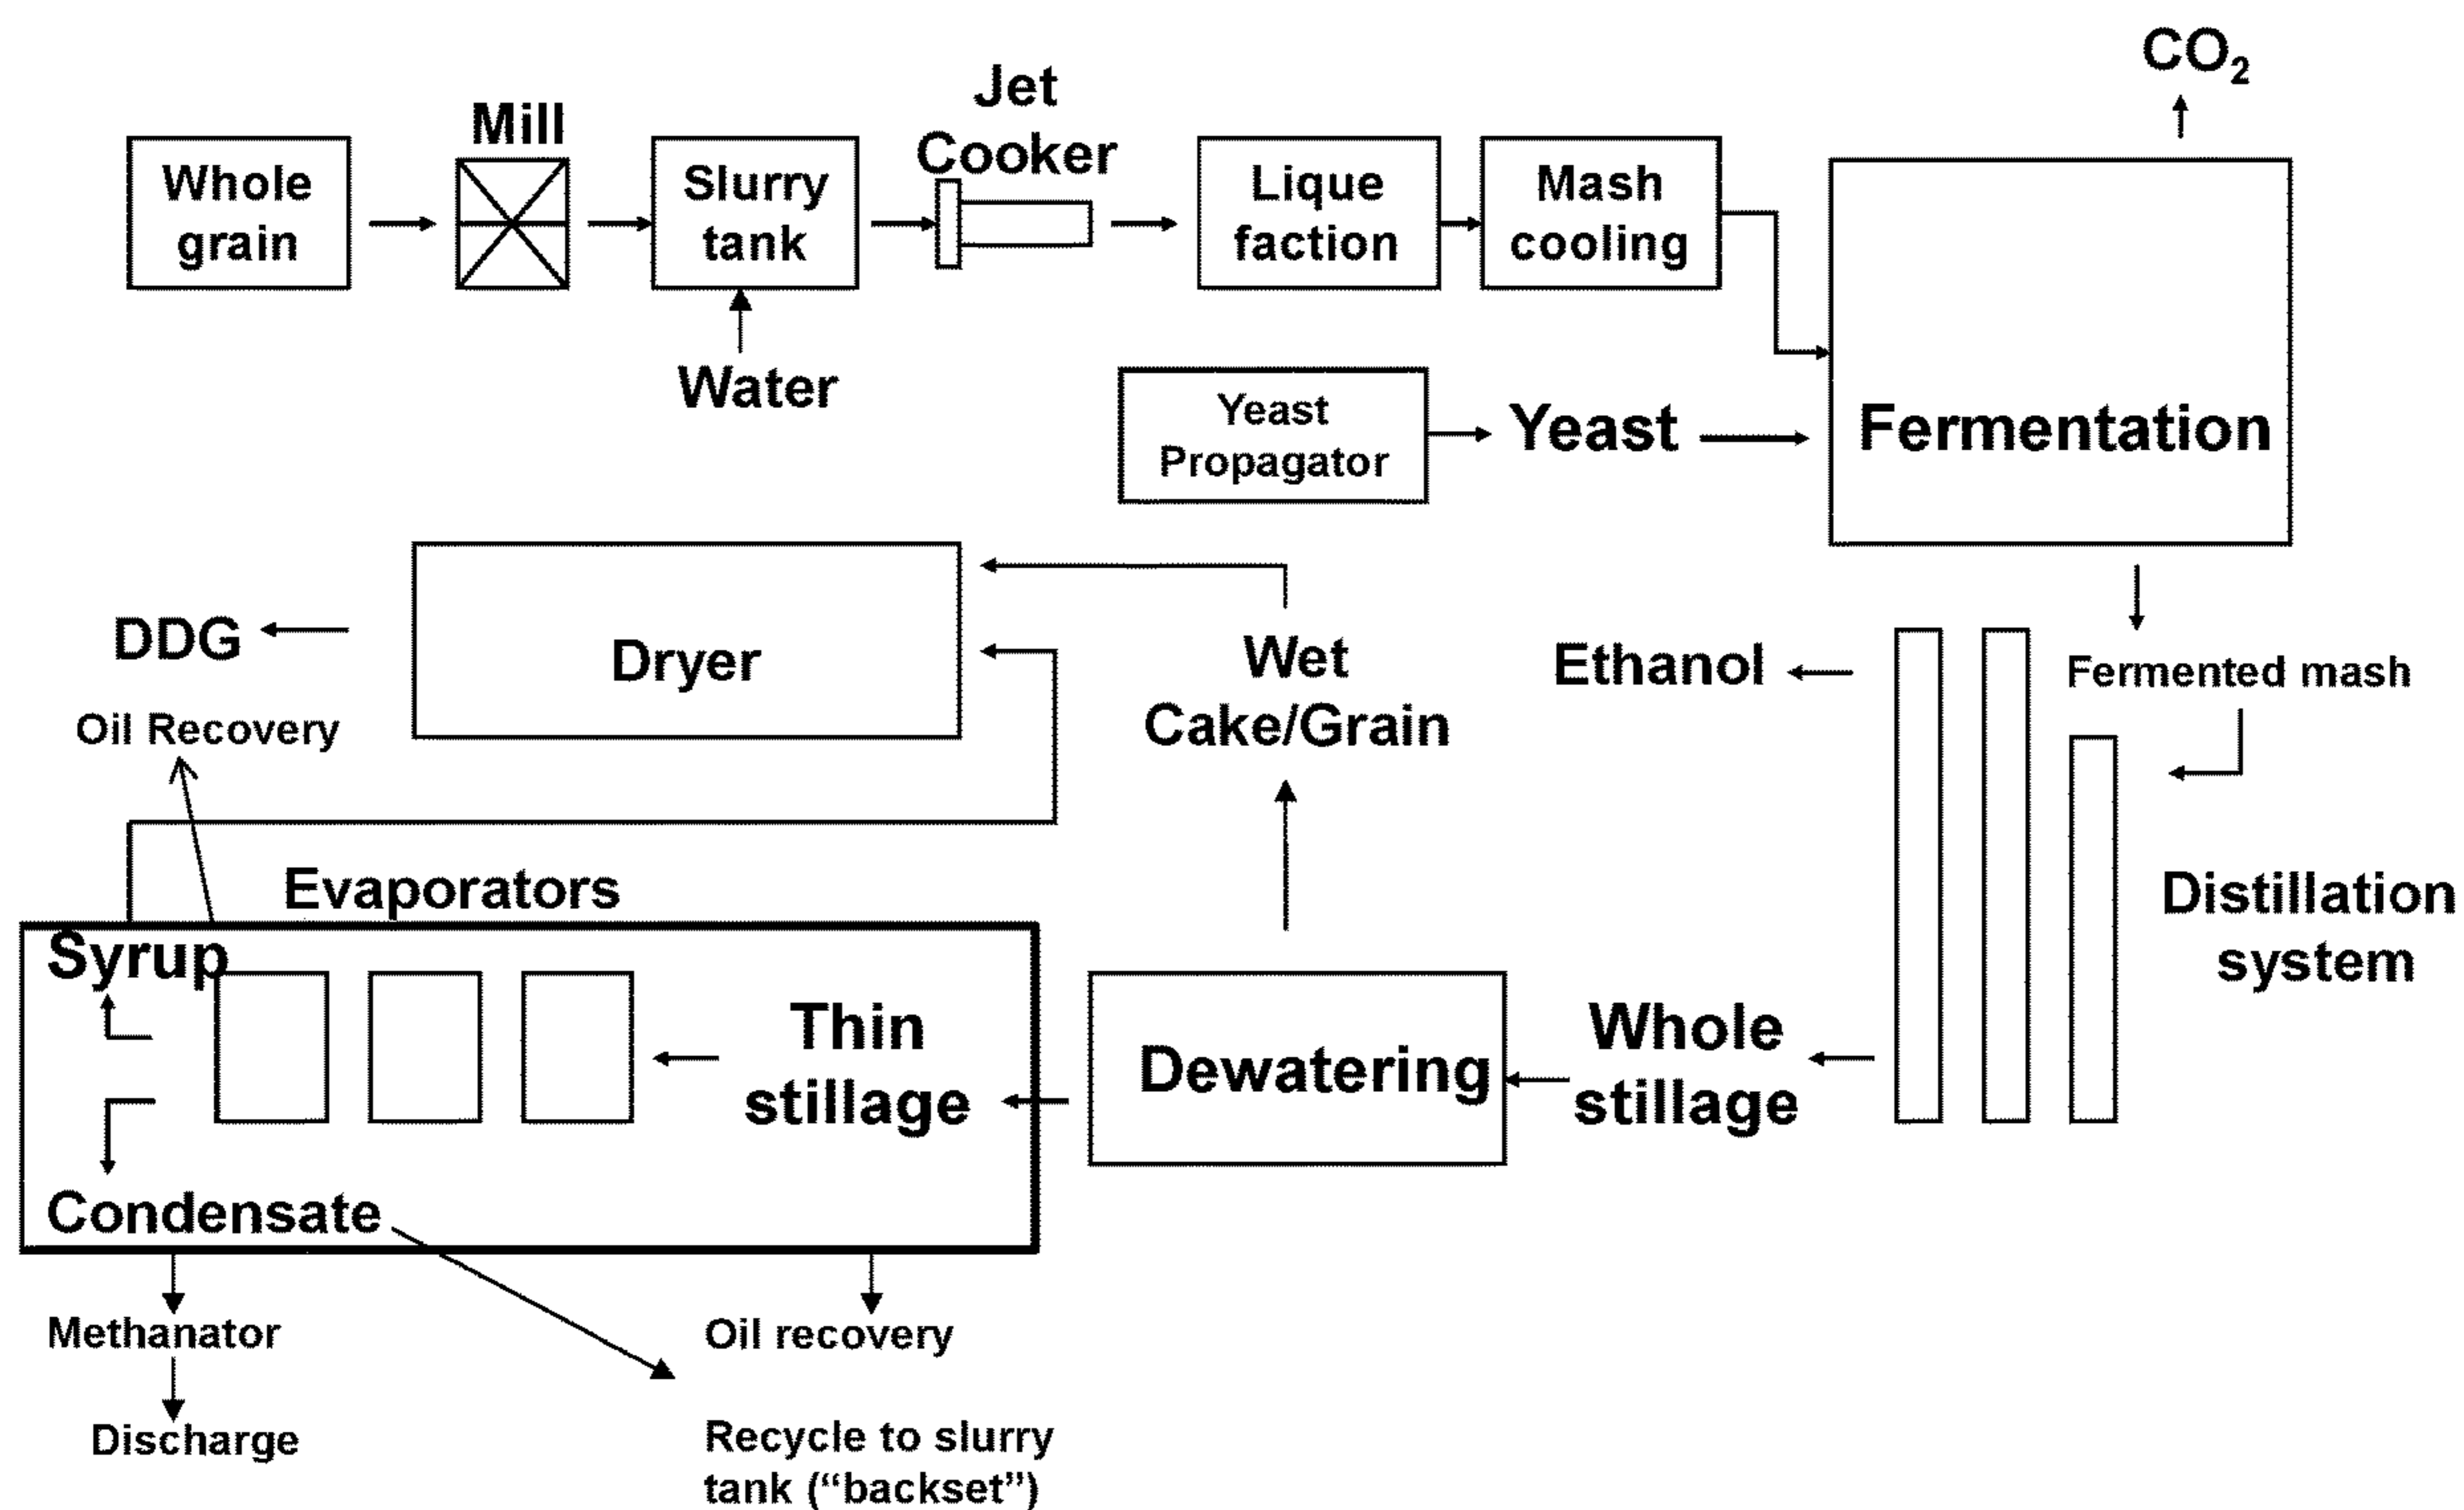 CO2
Jet
Cooker
Mill
Whole
grain
Slurry
tank
Lique
faction
Mash
cooling
Water
Yeast
Propagator
Yeast
Fermentation
DDG
Dryer
Wet
Cake/Grain
Ethanol
Fermented mash
Oil Recovery
Evaporators
Distillation
system
Syrup
Thin
stillage
Dewatering
Whole
stillage
Condensate
Methanator
Discharge
Oil recovery
Recycle to slurry
tank (“backset”)